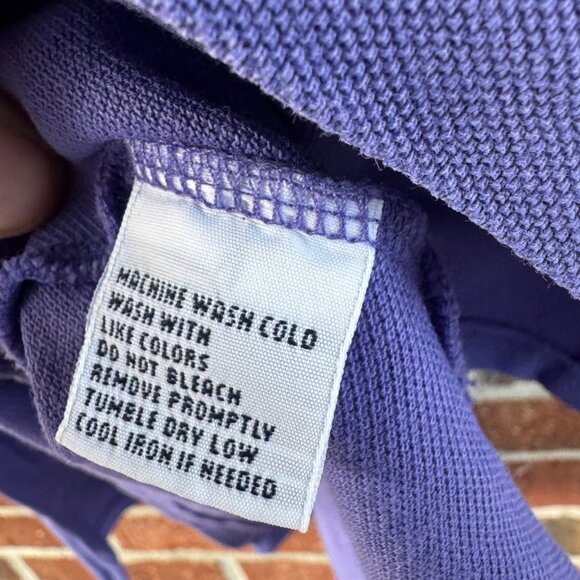 MACHINE WASH COLD
WASH WITH
LIKE COLORS
DO NOT BLEACH
REMOVE PROMPTLY
TUMBLE DRY LOW
COOL IRON IF NEEDED